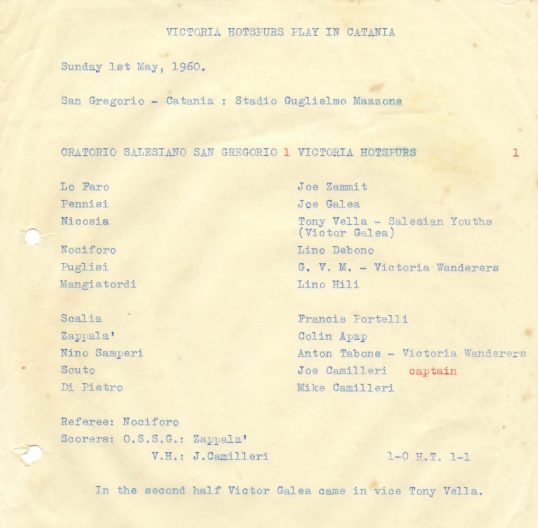 VICTORIA HOTSPURS PLAY IN CATANIA
Sunday 1st May, 1960.
San Gregorio - Catania : Stadio Guglielmo Mazzone
ORATORIO SALESIANO SAN GREGORIO 1 VICTORIA HOTSPURS 1
Lo Faro Joe Zammit
Pennisi Joe Galea
Nicosia Tony Vella - Salesian Youths
(Victor Galea)
Nociforo Lino Debono
Puglisi G. V. M. - Victoria Wanderers
Mangiatordi Lino Hili
Scalia Francis Portelli
Zappala' Colin Apap
Nino Samperi Anton Tabone - Victoria Wanderers
Scuto Joe Camilleri captain
Di Pietro Mike Camilleri
Referee: Nociforo
Scorers: O.S.S.G.: Zappala'
V.H.: J.Camilleri 1-0 H.T. 1-1
In the second half Victor Galea came in vice Tony Vella.